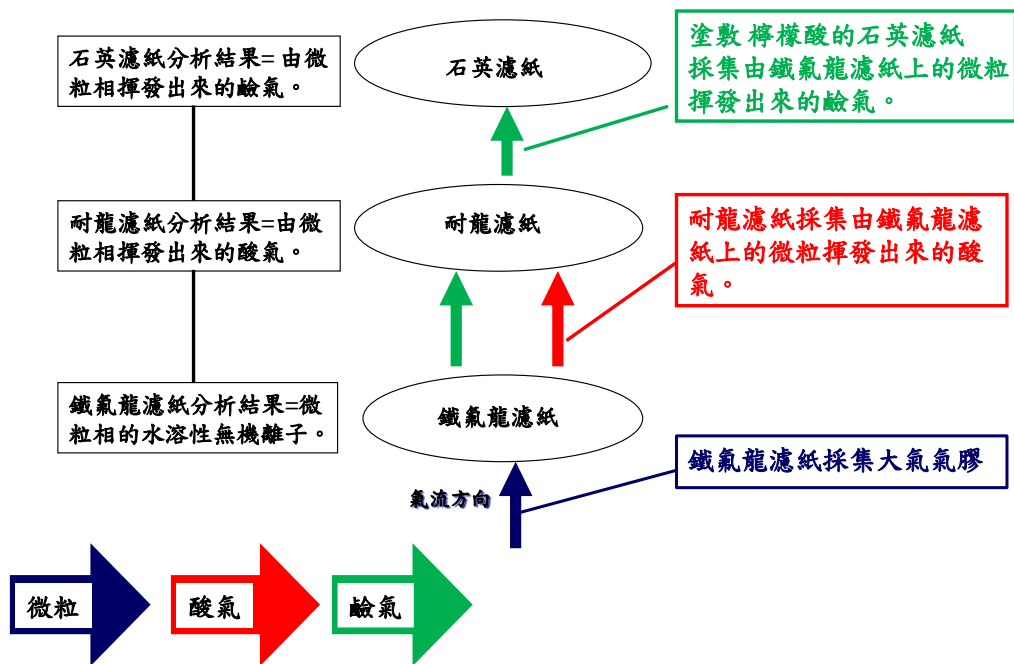 石英濾紙分析結果= 由微
粒相揮發出來的鹼氣。
石英濾紙
塗敷 檸檬酸的石英濾紙
採集由鐵氟龍濾紙上的微粒
揮發出來的鹼氣。
耐龍濾紙分析結果=由微
粒相揮發出來的酸氣。
耐龍濾紙
耐龍濾紙採集由鐵氟龍濾
紙上的微粒揮發出來的酸
氣。
鐵氟龍濾紙分析結果=微
粒相的水溶性無機離子。
鐵氟龍濾紙
鐵氟龍濾紙採集大氣氣膠
氣流方向
微粒
酸氣
鹼氣